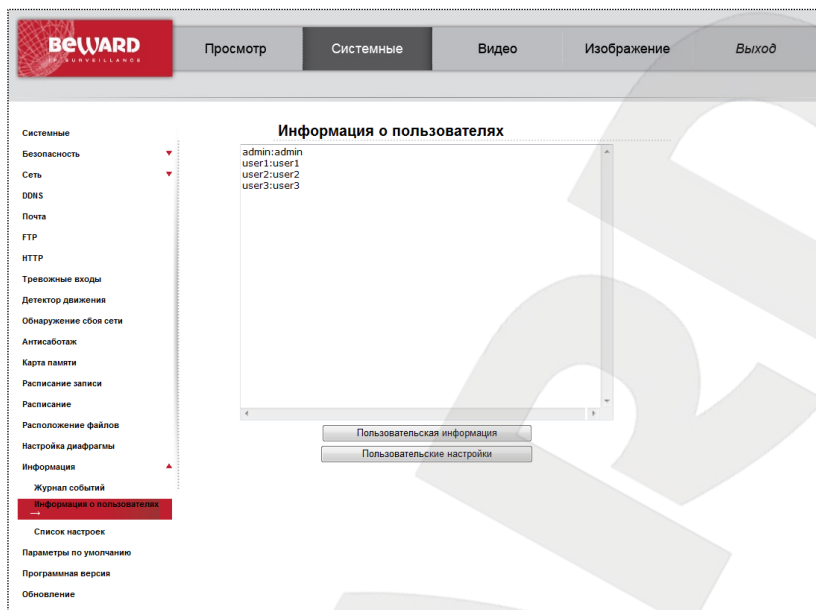 BEWARD
IP SURVEILLANCE
Просмотр
Системные
Видео
Изображение
Выход
Системные
Безопасность
Сеть
DDNS
Почта
FTP
HTTP
Тревожные входы
Детектор движения
Обнаружение сбоя сети
Антисаботаж
Карта памяти
Расписание записи
Расписание
Расположение файлов
Настройка диафрагмы
Информация
Журнал событий
Информация о пользователях
Список настроек
Параметры по умолчанию
Программная версия
Обновление
Информация о пользователях
admin:admin
user1:user1
user2:user2
user3:user3
Пользовательская информация
Пользовательские настройки